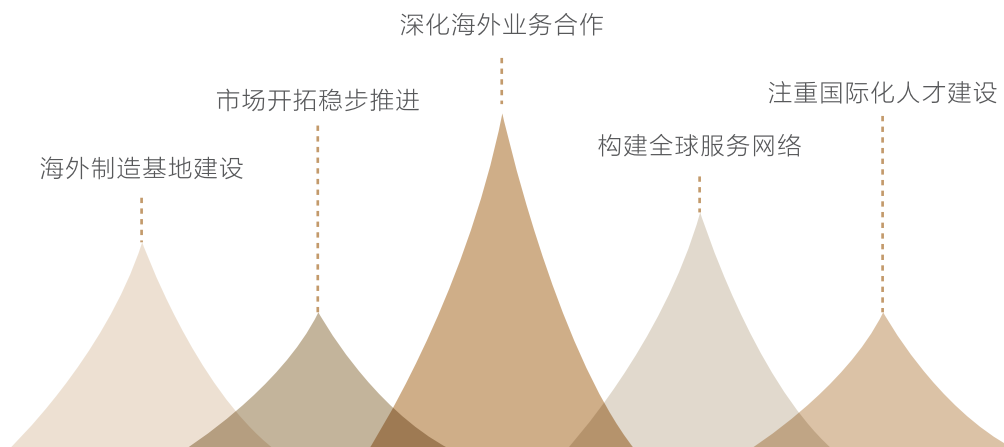 海外制造基地建设
市场开拓稳步推进
深化海外业务合作
构建全球服务网络
注重国际化人才建设